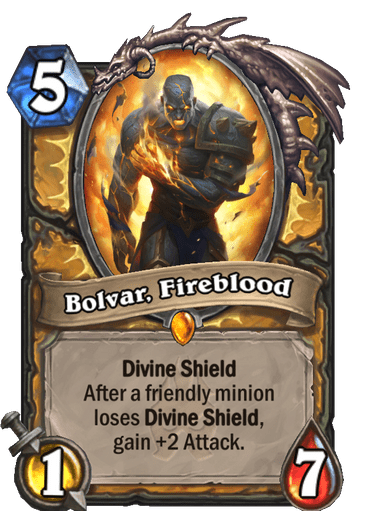 5
Bolvar, Fireblood
Divine Shield
After a friendly minion
loses Divine Shield,
gain +2 Attack.
1
7